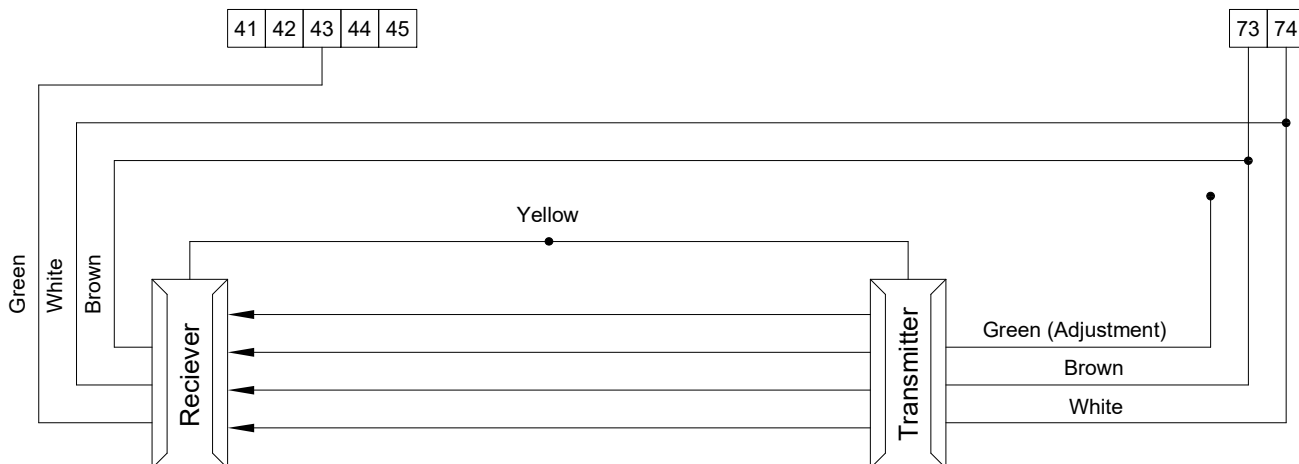 41 42 43 44 45
73 74
Yellow
Green
White
Brown
Reciever
Transmitter
Green (Adjustment)
Brown
White